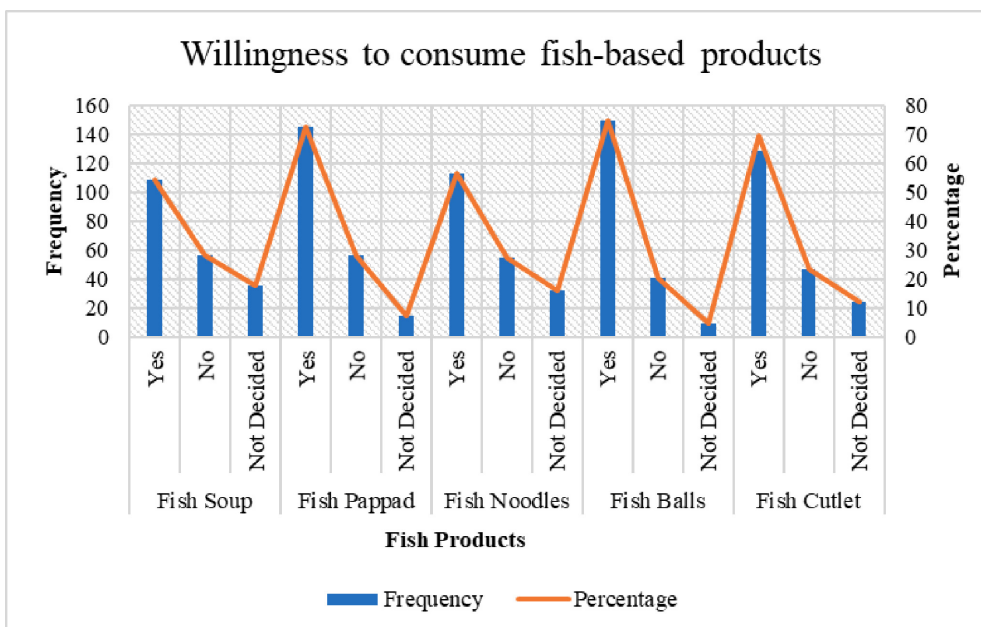 Willingness to consume fish-based products
160
140
120
100
80
60
40
20
0
Frequency
80
70
60
50
40
30
20
10
0
Percentage
Yes
No
Not Decided
Yes
No
Not Decided
Yes
No
Not Decided
Yes
No
Not Decided
Yes
No
Not Decided
Fish Soup
Fish Pappad
Fish Noodles
Fish Balls
Fish Cutlet
Fish Products
Frequency
Percentage